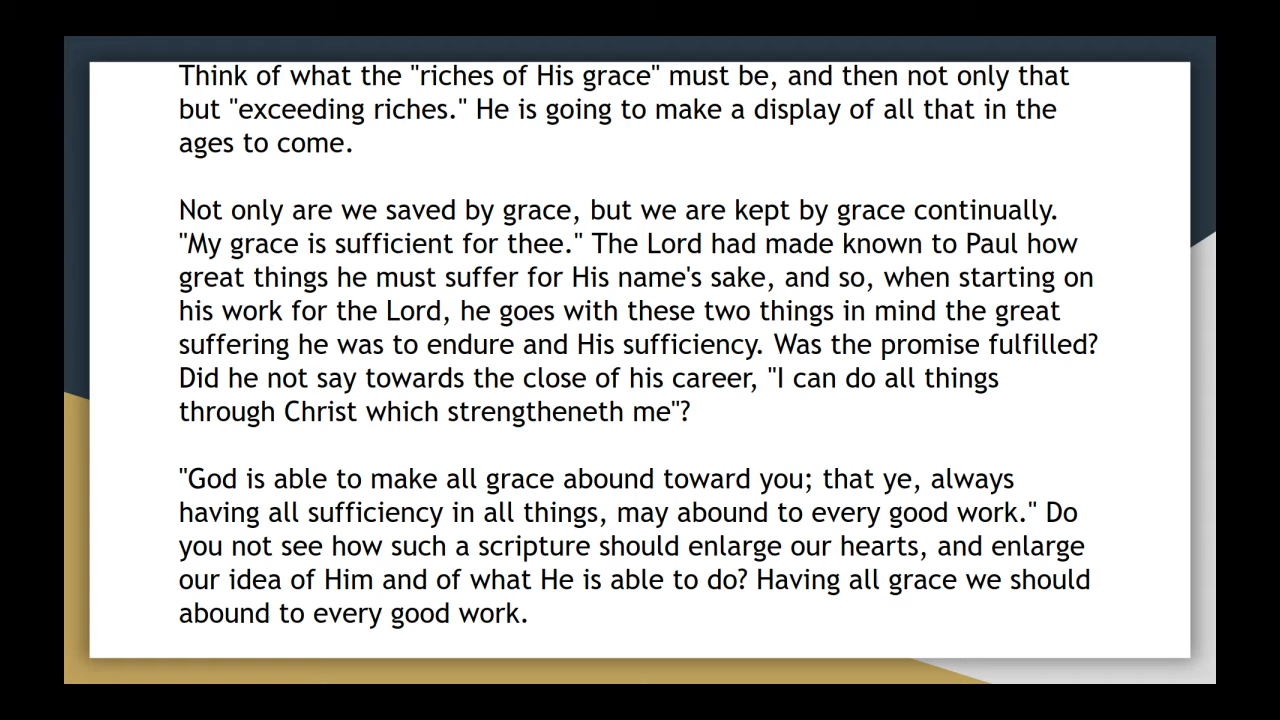 Think of what the "riches of His grace" must be, and then not only that
but "exceeding riches." He is going to make a display of all that in the
ages to come.
Not only are we saved by grace, but we are kept by grace continually.
"My grace is sufficient for thee." The Lord had made known to Paul how
great things he must suffer for His name's sake, and so, when starting on
his work for the Lord, he goes with these two things in mind the great
suffering he was to endure and His sufficiency. Was the promise fulfilled?
Did he not say towards the close of his career, "I can do all things
through Christ which strengtheneth me"?
"God is able to make all grace abound toward you; that ye, always
having all sufficiency in all things, may abound to every good work." Do
you not see how such a scripture should enlarge our hearts, and enlarge
our idea of Him and of what He is able to do? Having all grace we should
abound to every good work.